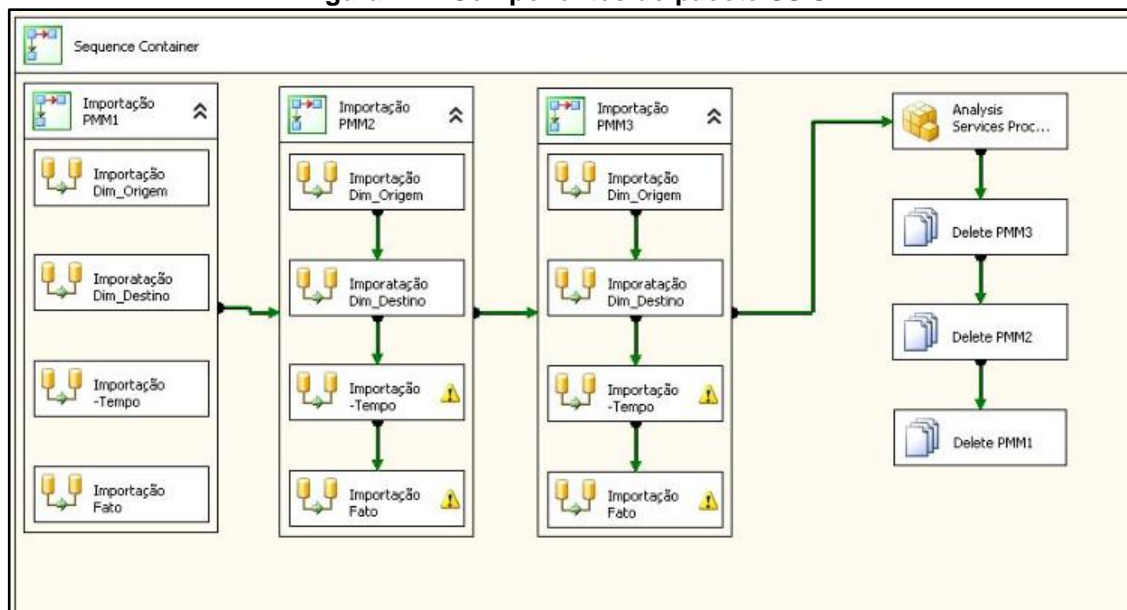 Sequence Container
Importação
PMM1
Importação
Dim_Origem
Imporatação
Dim_Destino
Importação
-Tempo
Importação
Fato
Importação
PMM2
Importação
Dim_Origem
Imporatação
Dim_Destino
Importação
-Tempo
Importação
Fato
Importação
PMM3
Importação
Dim_Origem
Imporatação
Dim_Destino
Importação
-Tempo
Importação
Fato
Analysis
Services Proc...
Delete PMM3
Delete PMM2
Delete PMM1